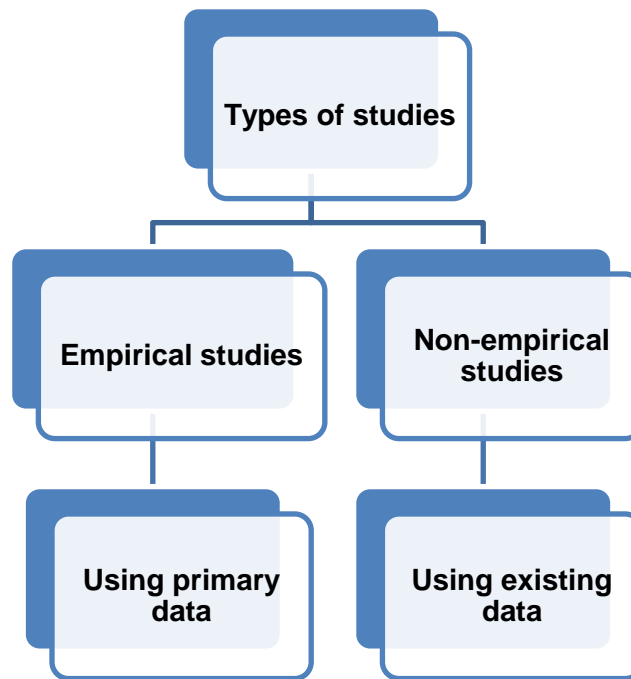 Types of studies
Empirical studies
Non-empirical
studies
Using primary
data
Using existing
data